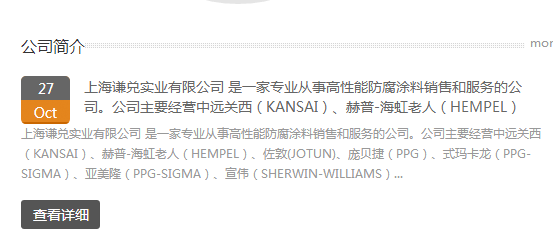 公司简介
mor
27
Oct
上海谦兑实业有限公司 是一家专业从事高性能防腐涂料销售和服务的公
司。公司主要经营中远关西（KANSAI）、赫普-海虹老人（HEMPEL）
上海谦兑实业有限公司 是一家专业从事高性能防腐涂料销售和服务的公司。公司主要经营中远关西
（KANSAI）、赫普-海虹老人（HEMPEL）、佐敦(JOTUN)、庞贝捷（PPG）、式玛卡龙（PPG-
SIGMA）、亚美隆（PPG-SIGMA）、宣伟（SHERWIN-WILLIAMS）...
查看详细